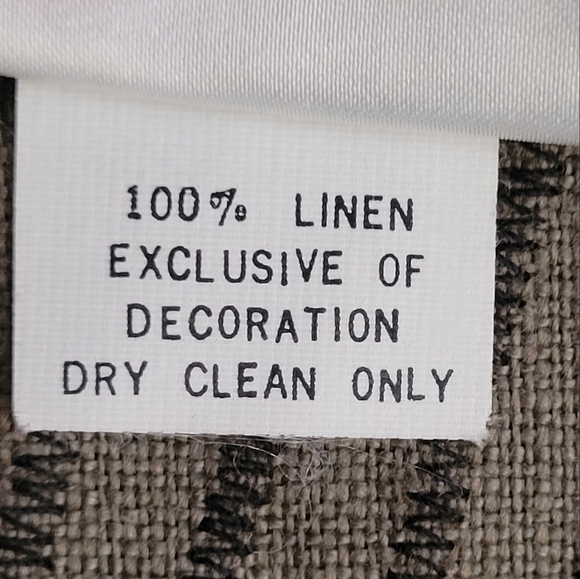 100% LINEN
EXCLUSIVE OF
DECORATION
DRY CLEAN ONLY